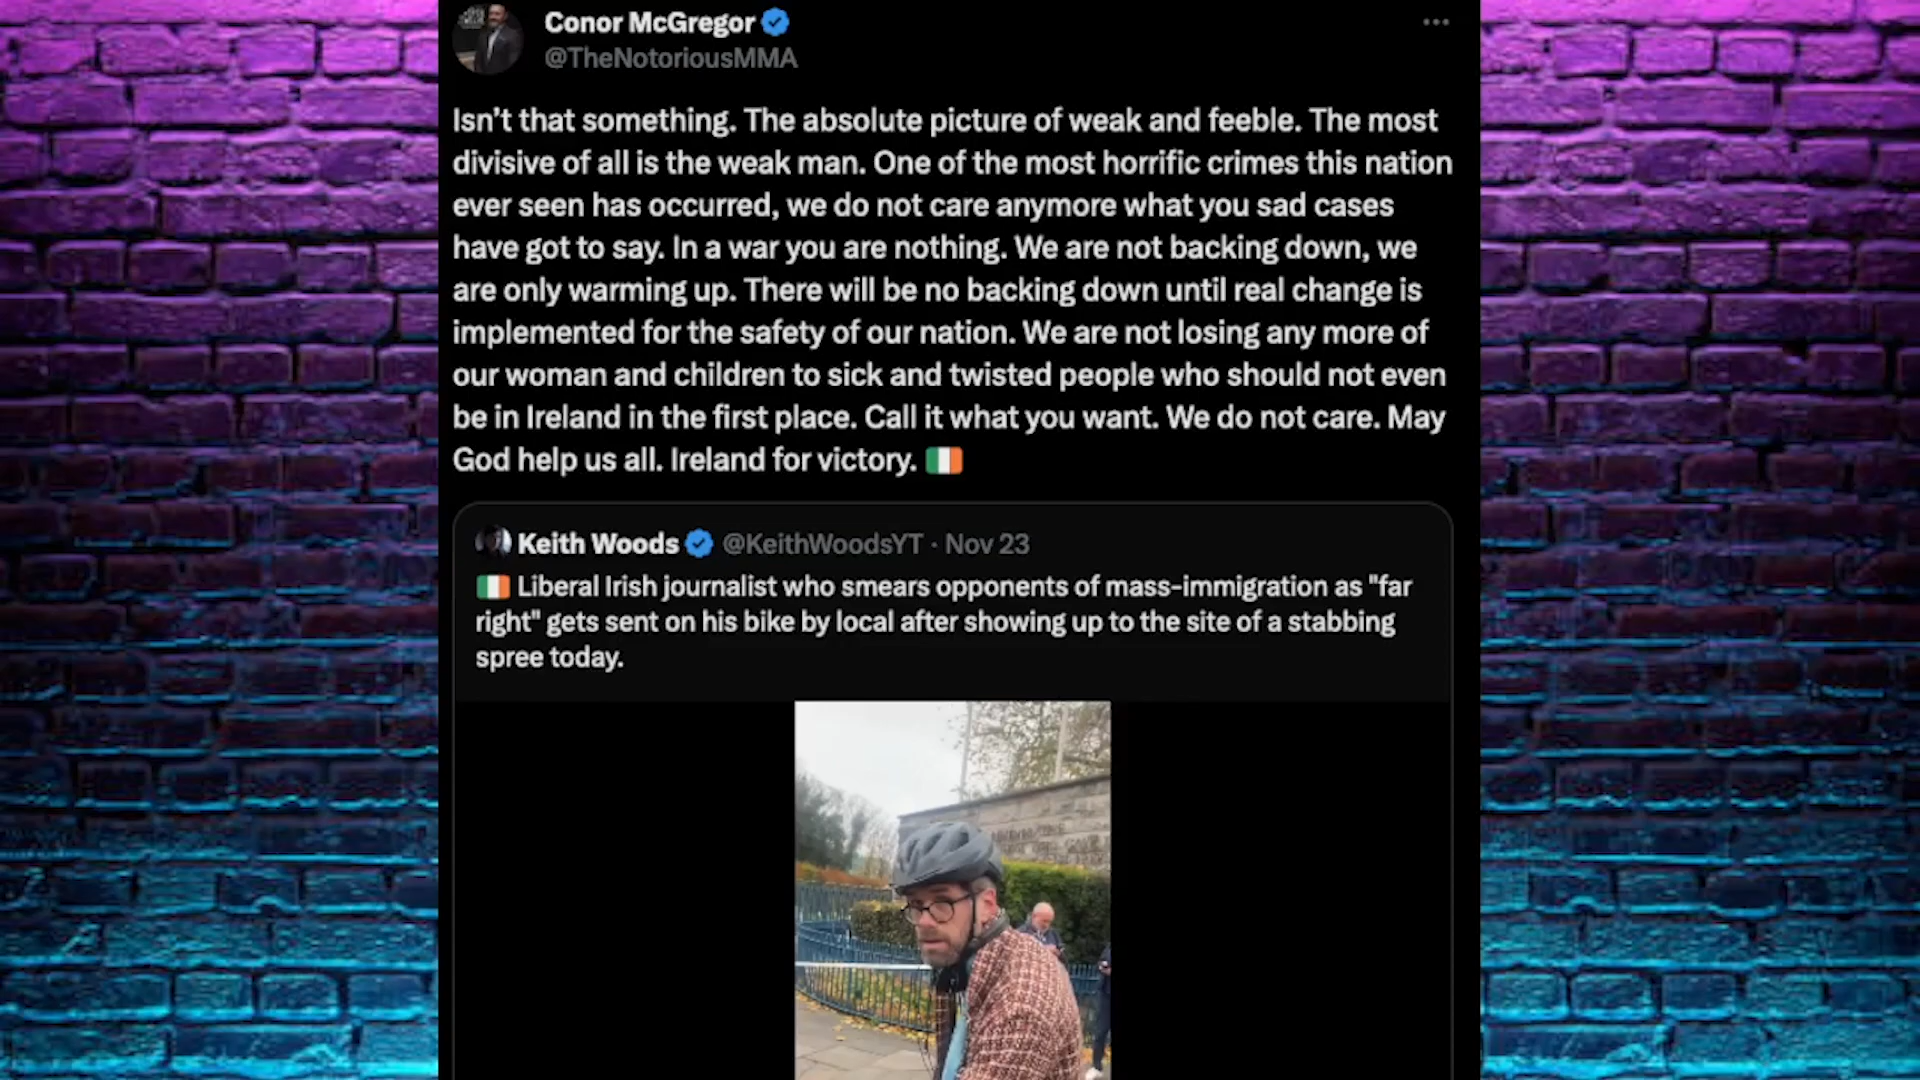 Conor McGregor
@TheNotoriousMMA
Isn't that something. The absolute picture of weak and feeble. The most
divisive of all is the weak man. One of the most horrific crimes this nation
ever seen has occurred, we do not care anymore what you sad cases
have got to say. In a war you are nothing. We are not backing down, we
are only warming up. There will be no backing down until real change is
implemented for the safety of our nation. We are not losing any more of
our woman and children to sick and twisted people who should not even
be in Ireland in the first place. Call it what you want. We do not care. May
God help us all. Ireland for victory. 🇮🇪
Keith Woods @KeithWoodsYT · Nov 23
🇮🇪 Liberal Irish journalist who smears opponents of mass-immigration as "far
right" gets sent on his bike by local after showing up to the site of a stabbing
spree today.